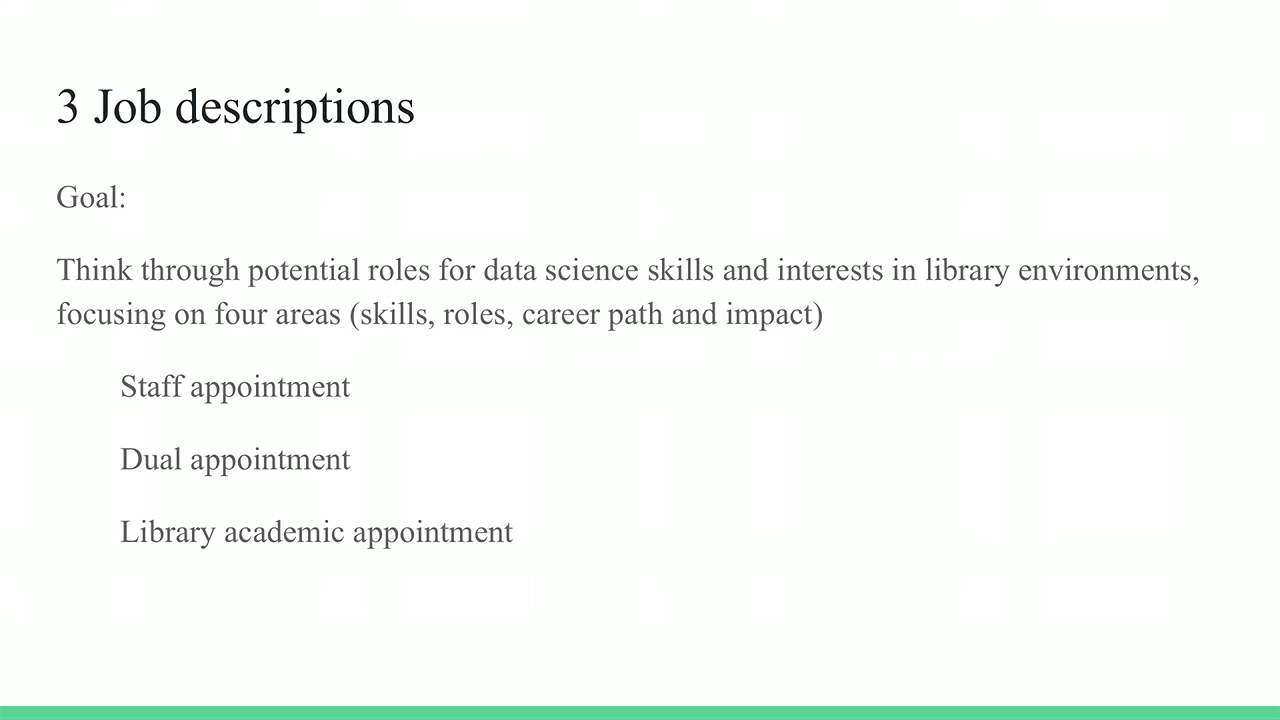 3 Job descriptions
Goal:
Think through potential roles for data science skills and interests in library environments,
focusing on four areas (skills, roles, career path and impact)
Staff appointment
Dual appointment
Library academic appointment